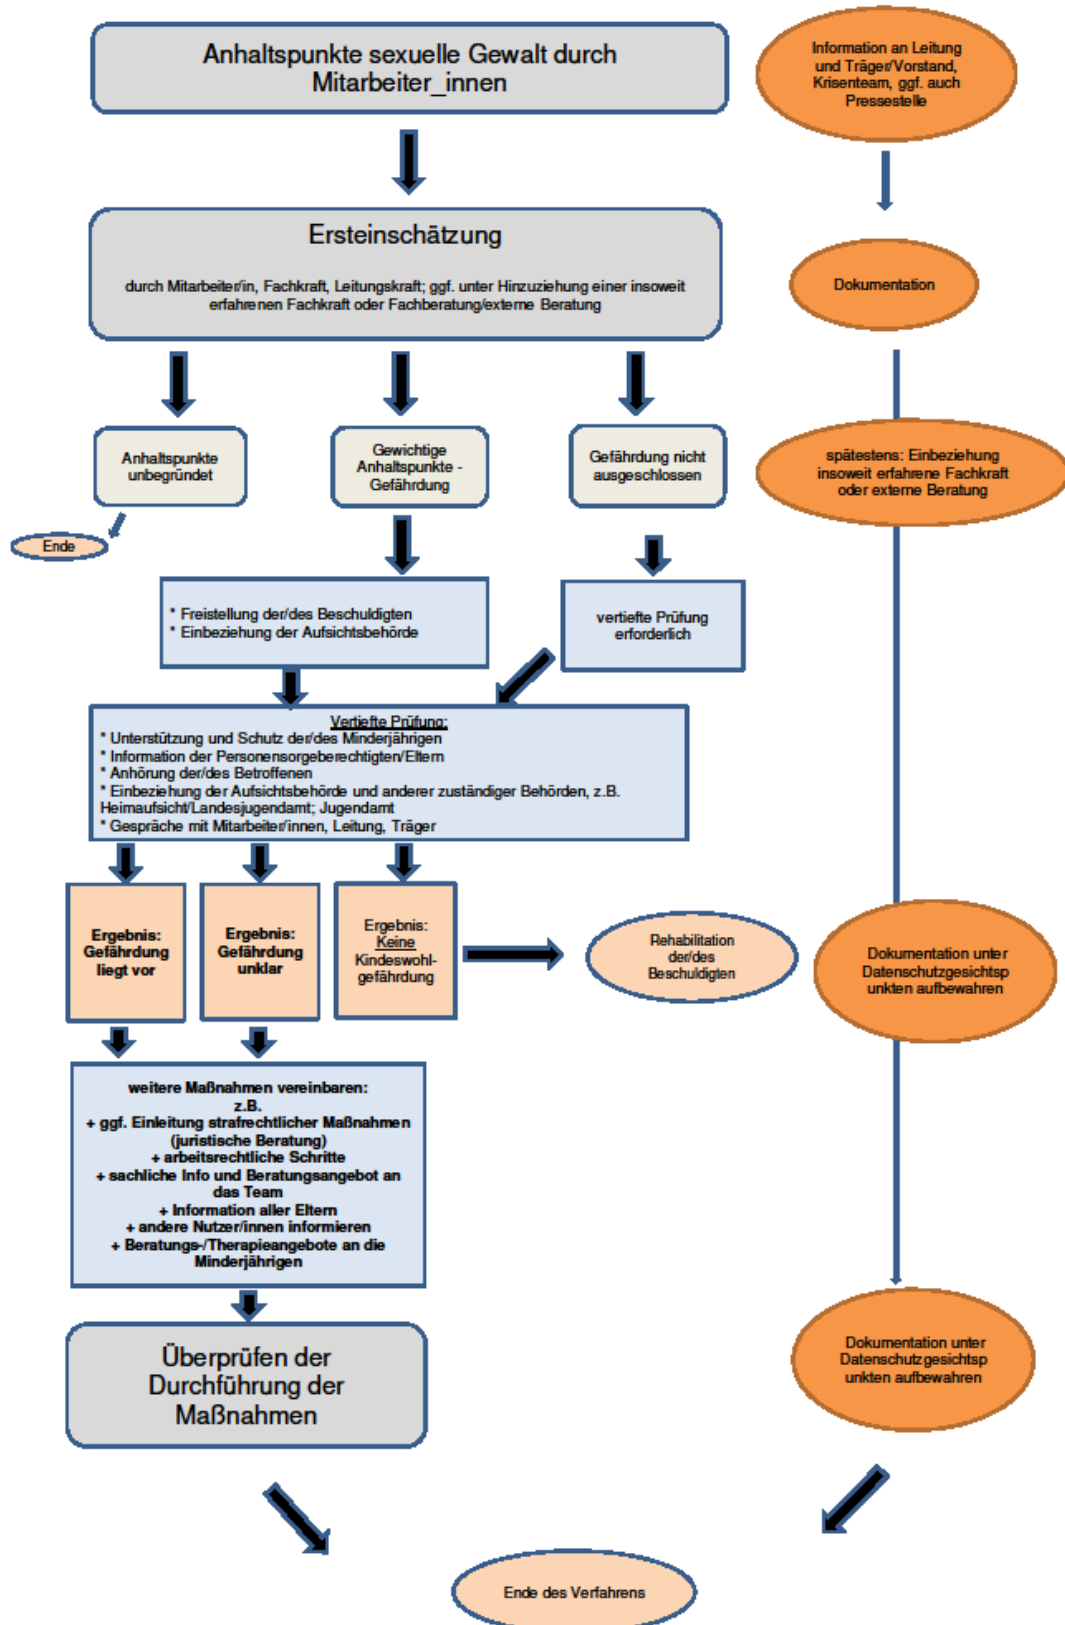 Anhaltspunkte sexuelle Gewalt durch
Mitarbeiter_innen
Information an Leitung
und Träger/Vorstand,
Krisenteam, ggf. auch
Pressestelle
Ersteinschätzung
durch Mitarbeiter/in, Fachkraft, Leitungskraft; ggf. unter Hinzuziehung einer insoweit
erfahrenen Fachkraft oder Fachberatung/externe Beratung
Dokumentation
Anhaltspunkte
unbegründet
Gewichtige
Anhaltspunkte -
Gefährdung
Gefährdung nicht
ausgeschlossen
spätestens: Einbeziehung
insoweit erfahrene Fachkraft
oder externe Beratung
Ende
* Freistellung der/des Beschuldigten
* Einbeziehung der Aufsichtsbehörde
vertiefte Prüfung
erforderlich
Vertiefte Prüfung:
* Unterstützung und Schutz der/des Minderjährigen
* Information der Personensorgeberechtigten/Eltern
* Anhörung der/des Betroffenen
* Einbeziehung der Aufsichtsbehörde und anderer zuständiger Behörden, z.B.
Heimaufsicht/Landesjugendamt; Jugendamt
* Gespräche mit Mitarbeiter/innen, Leitung, Träger
Ergebnis:
Gefährdung
liegt vor
Ergebnis:
Gefährdung
unklar
Ergebnis:
Keine
Kindeswohl-
gefährdung
Rehabilitation
der/des
Beschuldigten
Dokumentation unter
Datenschutzgesichtsp
unkten aufbewahren
weitere Maßnahmen vereinbaren:
z.B.
+ ggf. Einleitung strafrechtlicher Maßnahmen
(juristische Beratung)
+ arbeitsrechtliche Schritte
+ sachliche Info und Beratungsangebot an
das Team
+ Information aller Eltern
+ andere Nutzer/innen informieren
+ Beratungs-/Therapieangebote an die
Minderjährigen
Überprüfen der
Durchführung der
Maßnahmen
Dokumentation unter
Datenschutzgesichtsp
unkten aufbewahren
Ende des Verfahrens